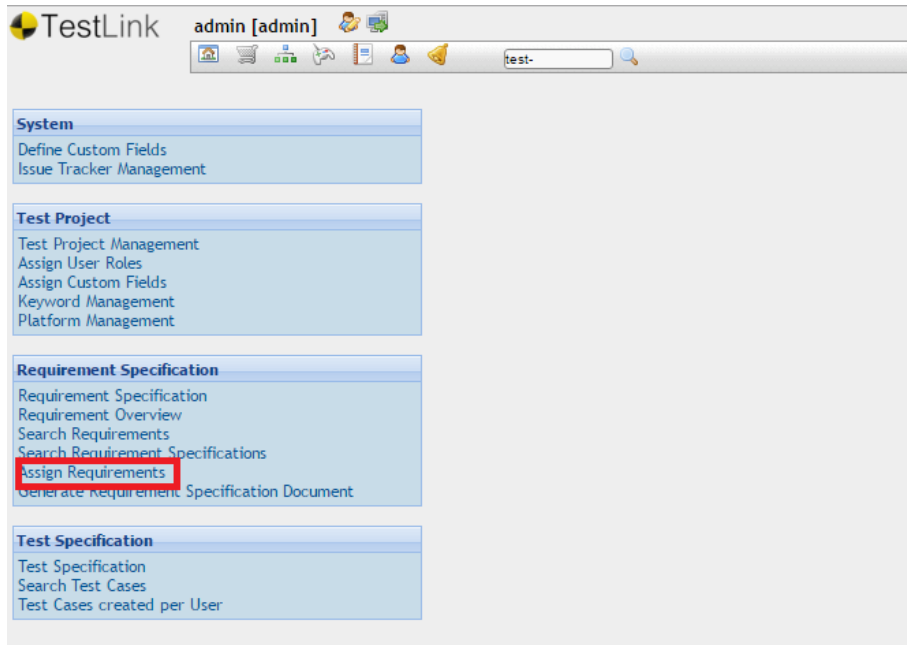 TestLink
admin [admin]
test-
System
Define Custom Fields
Issue Tracker Management
Test Project
Test Project Management
Assign User Roles
Assign Custom Fields
Keyword Management
Platform Management
Requirement Specification
Requirement Specification
Requirement Overview
Search Requirements
Search Requirement Specifications
Assign Requirements
Generate Requirement Specification Document
Test Specification
Test Specification
Search Test Cases
Test Cases created per User